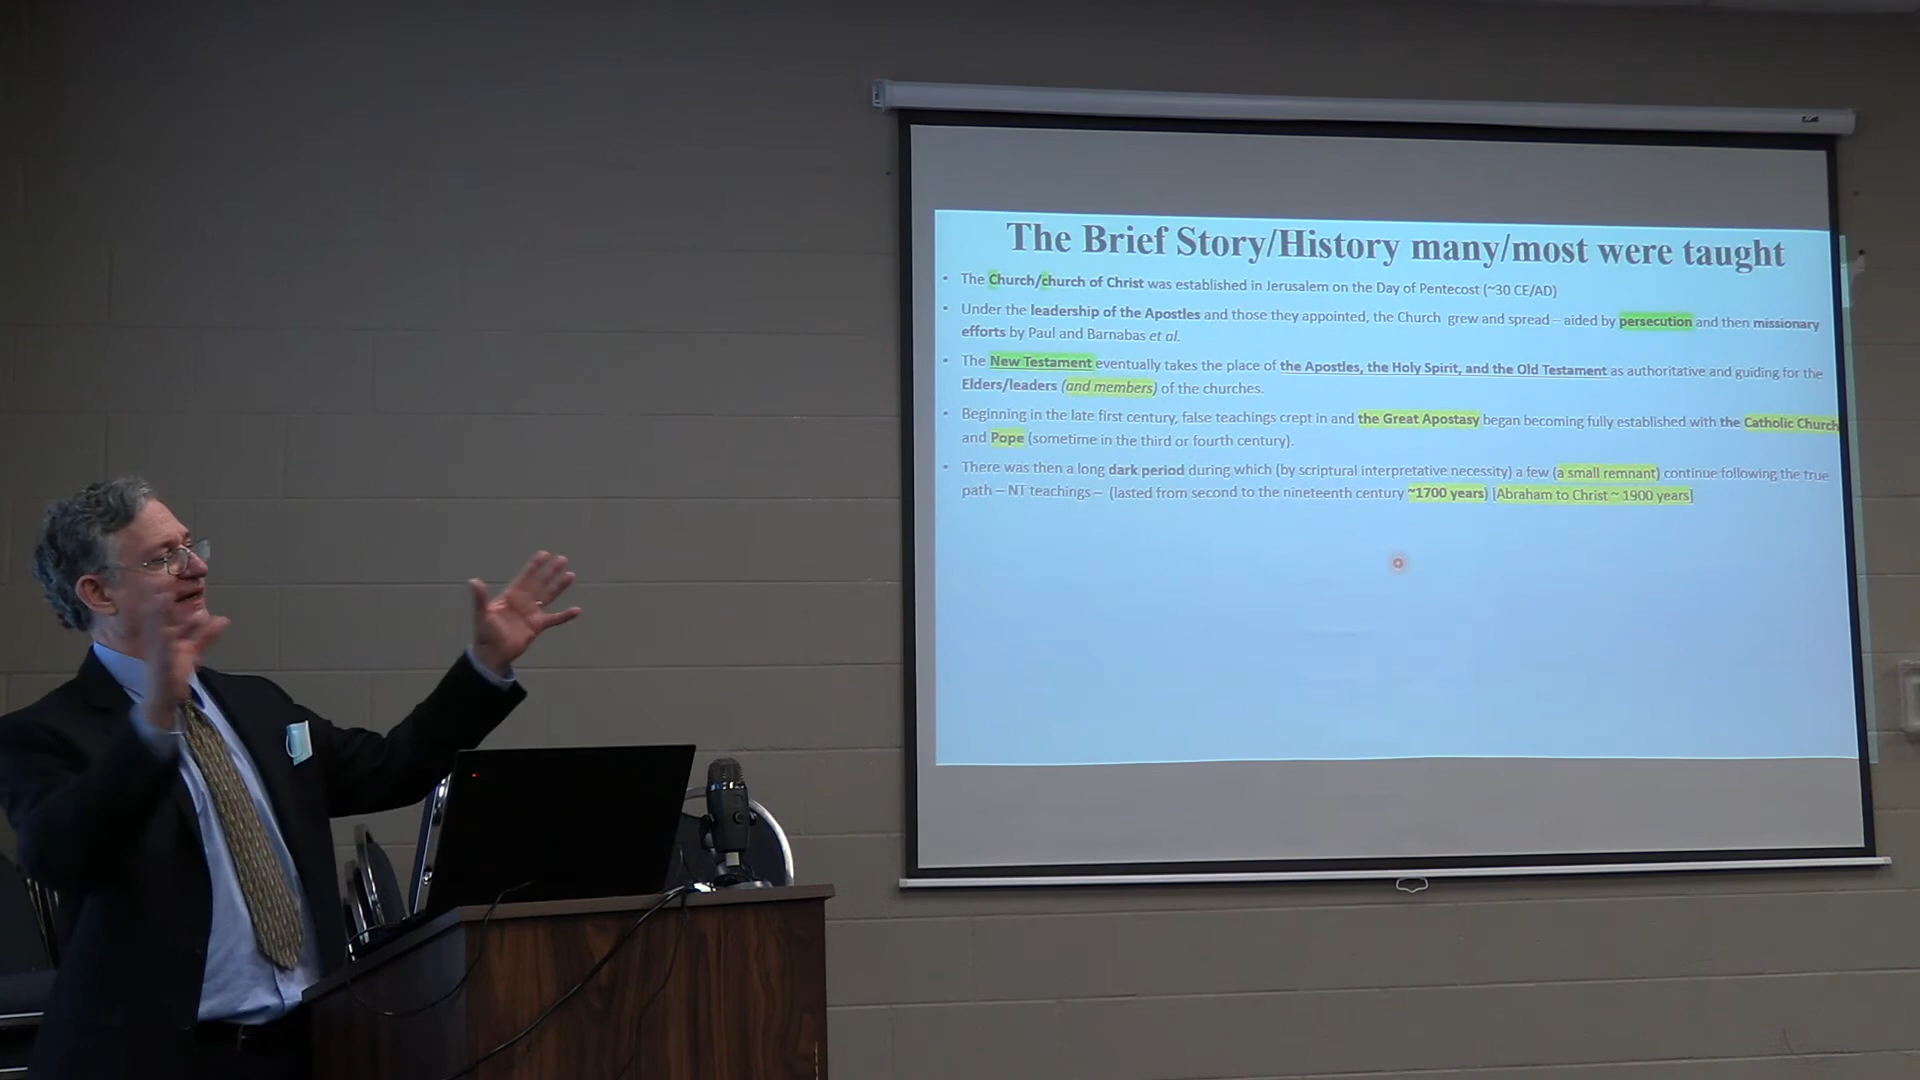 The Brief Story/History many/most were taught
• The Church/church of Christ was established in Jerusalem on the Day of Pentecost (~30 CE/AD)
• Under the leadership of the Apostles and those they appointed, the Church grew and spread – aided by persecution and then missionary
efforts by Paul and Barnabas et al.
• The New Testament eventually takes the place of the Apostles, the Holy Spirit, and the Old Testament as authoritative and guiding for the
Elders/leaders (and members) of the churches.
• Beginning in the late first century, false teachings crept in and the Great Apostasy began becoming fully established with the Catholic Church
and Pope (sometime in the third or fourth century).
• There was then a long dark period during which (by scriptural interpretative necessity) a few (a small remnant) continue following the true
path – NT teachings – (lasted from second to the nineteenth century ~1700 years) [Abraham to Christ ~ 1900 years]